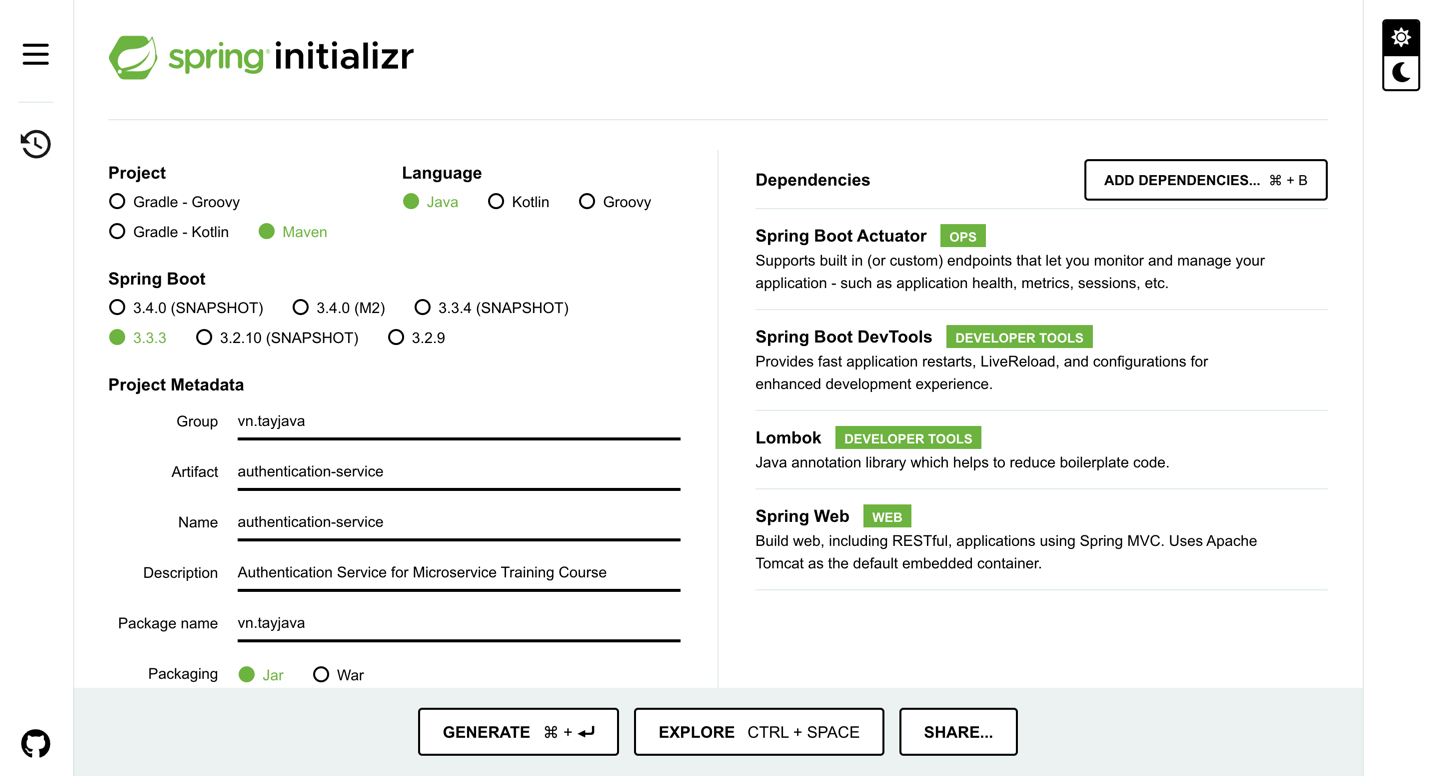 spring initializr
Project
Gradle - Groovy
Gradle - Kotlin Maven
Language
Java Kotlin Groovy
Spring Boot
3.4.0 (SNAPSHOT) 3.4.0 (M2) 3.3.4 (SNAPSHOT)
3.3.3 3.2.10 (SNAPSHOT) 3.2.9
Project Metadata
Group vn.tayjava
Artifact authentication-service
Name authentication-service
Description Authentication Service for Microservice Training Course
Package name vn.tayjava
Packaging Jar War
Dependencies
ADD DEPENDENCIES... ⌘ + B
Spring Boot Actuator OPS
Supports built in (or custom) endpoints that let you monitor and manage your
application - such as application health, metrics, sessions, etc.
Spring Boot DevTools DEVELOPER TOOLS
Provides fast application restarts, LiveReload, and configurations for
enhanced development experience.
Lombok DEVELOPER TOOLS
Java annotation library which helps to reduce boilerplate code.
Spring Web WEB
Build web, including RESTful, applications using Spring MVC. Uses Apache
Tomcat as the default embedded container.
GENERATE ⌘ + ⏎
EXPLORE CTRL + SPACE
SHARE...